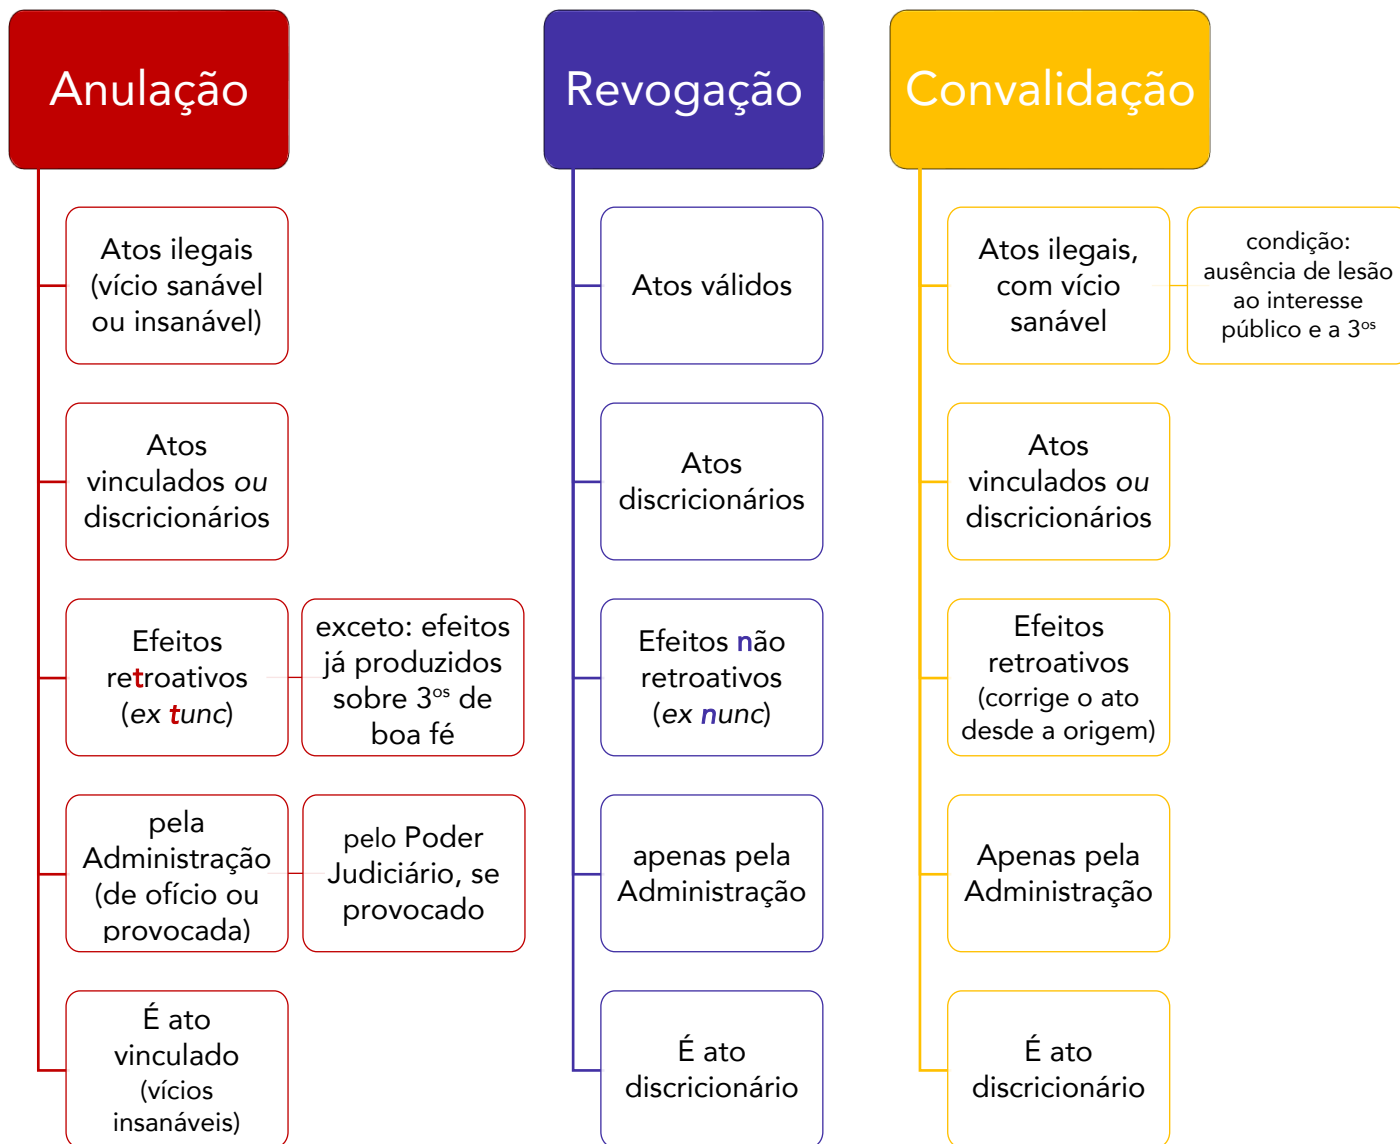 Anulação
Atos ilegais
(vício sanável
ou insanável)
Atos
vinculados ou
discricionários
Efeitos
retroativos
(ex tunc)
exceto: efeitos
já produzidos
sobre 3ºˢ de
boa fé
pela
Administração
(de ofício ou
provocada)
pelo Poder
Judiciário, se
provocado
É ato
vinculado
(vícios
insanáveis)
Revogação
Atos válidos
Atos
discricionários
Efeitos não
retroativos
(ex nunc)
apenas pela
Administração
É ato
discricionário
Convalidação
Atos ilegais,
com vício
sanável
condição:
ausência de lesão
ao interesse
público e a 3ºˢ
Atos
vinculados ou
discricionários
Efeitos
retroativos
(corrige o ato
desde a origem)
Apenas pela
Administração
É ato
discricionário